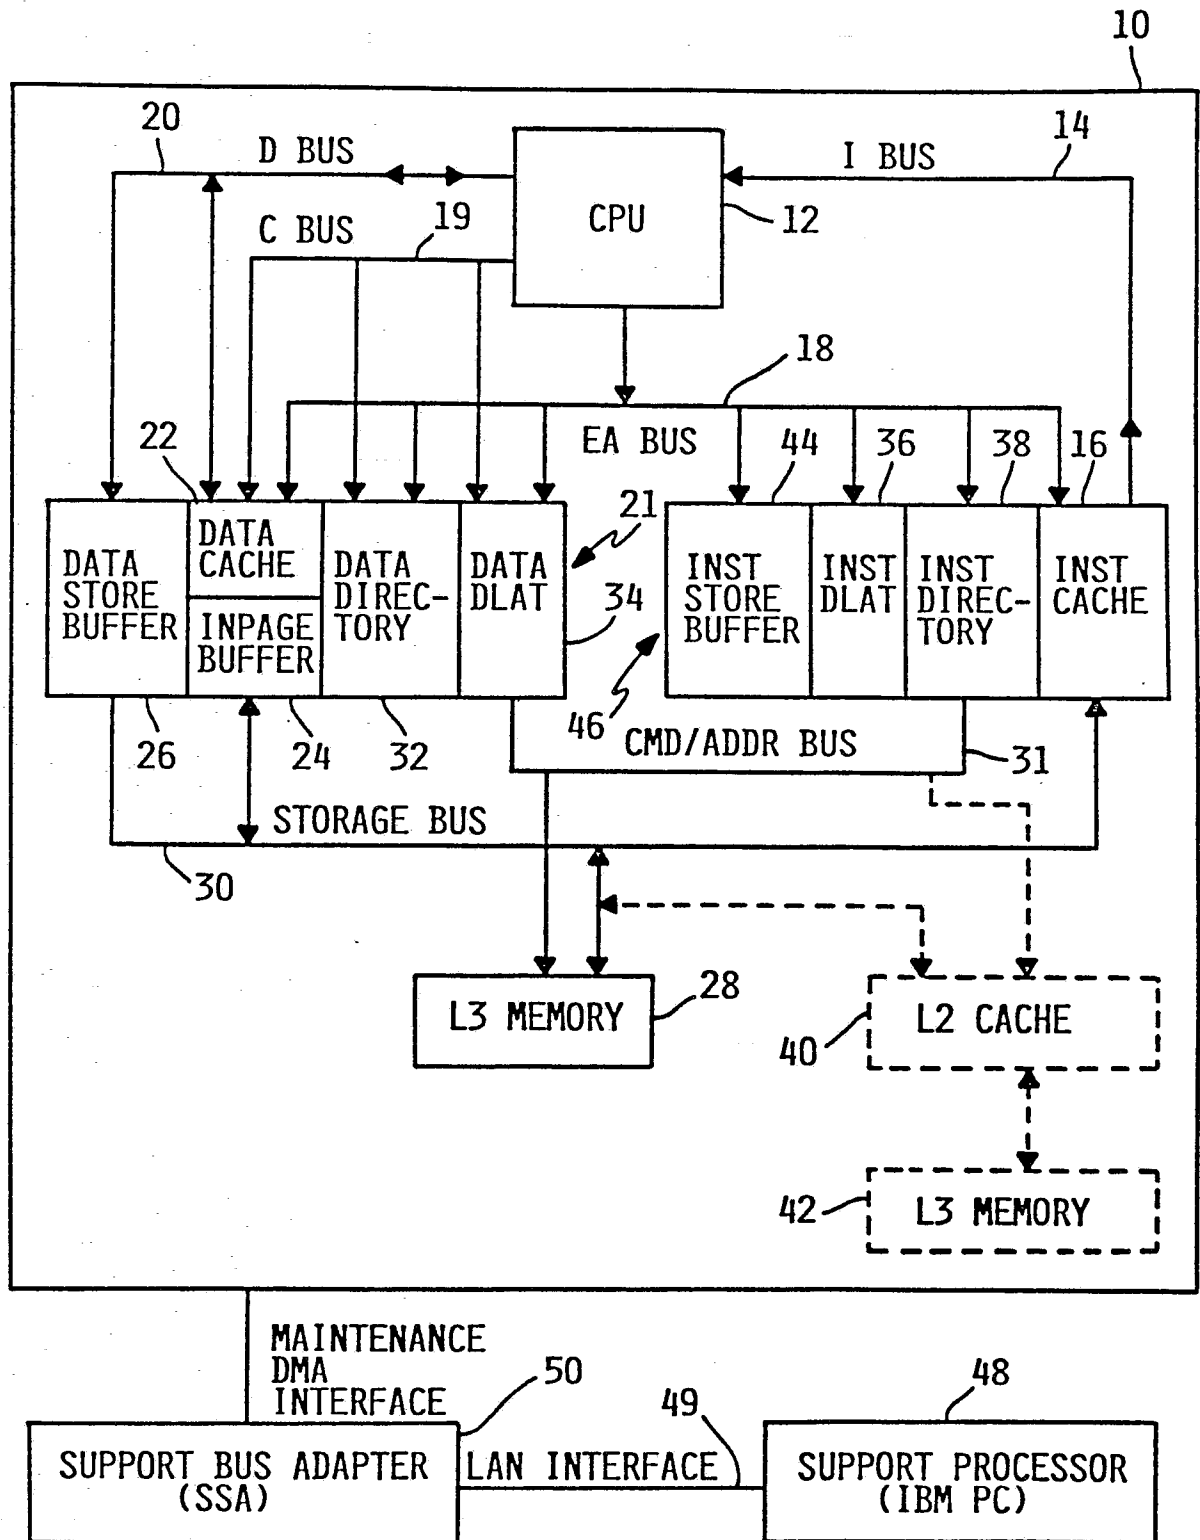 10
20
D BUS
I BUS
14
C BUS
19
CPU
12
18
EA BUS
22
44
36
38
16
21
DATA
STORE
BUFFER
DATA
CACHE
INPAGE
BUFFER
DATA
DIREC-
TORY
DATA
DLAT
34
INST
STORE
BUFFER
INST
DLAT
INST
DIREC-
TORY
INST
CACHE
46
26
24
32
CMD/ADDR BUS
31
STORAGE BUS
30
L3 MEMORY
28
L2 CACHE
40
L3 MEMORY
42
MAINTENANCE
DMA
INTERFACE
50
49
48
SUPPORT BUS ADAPTER
(SSA)
LAN INTERFACE
SUPPORT PROCESSOR
(IBM PC)